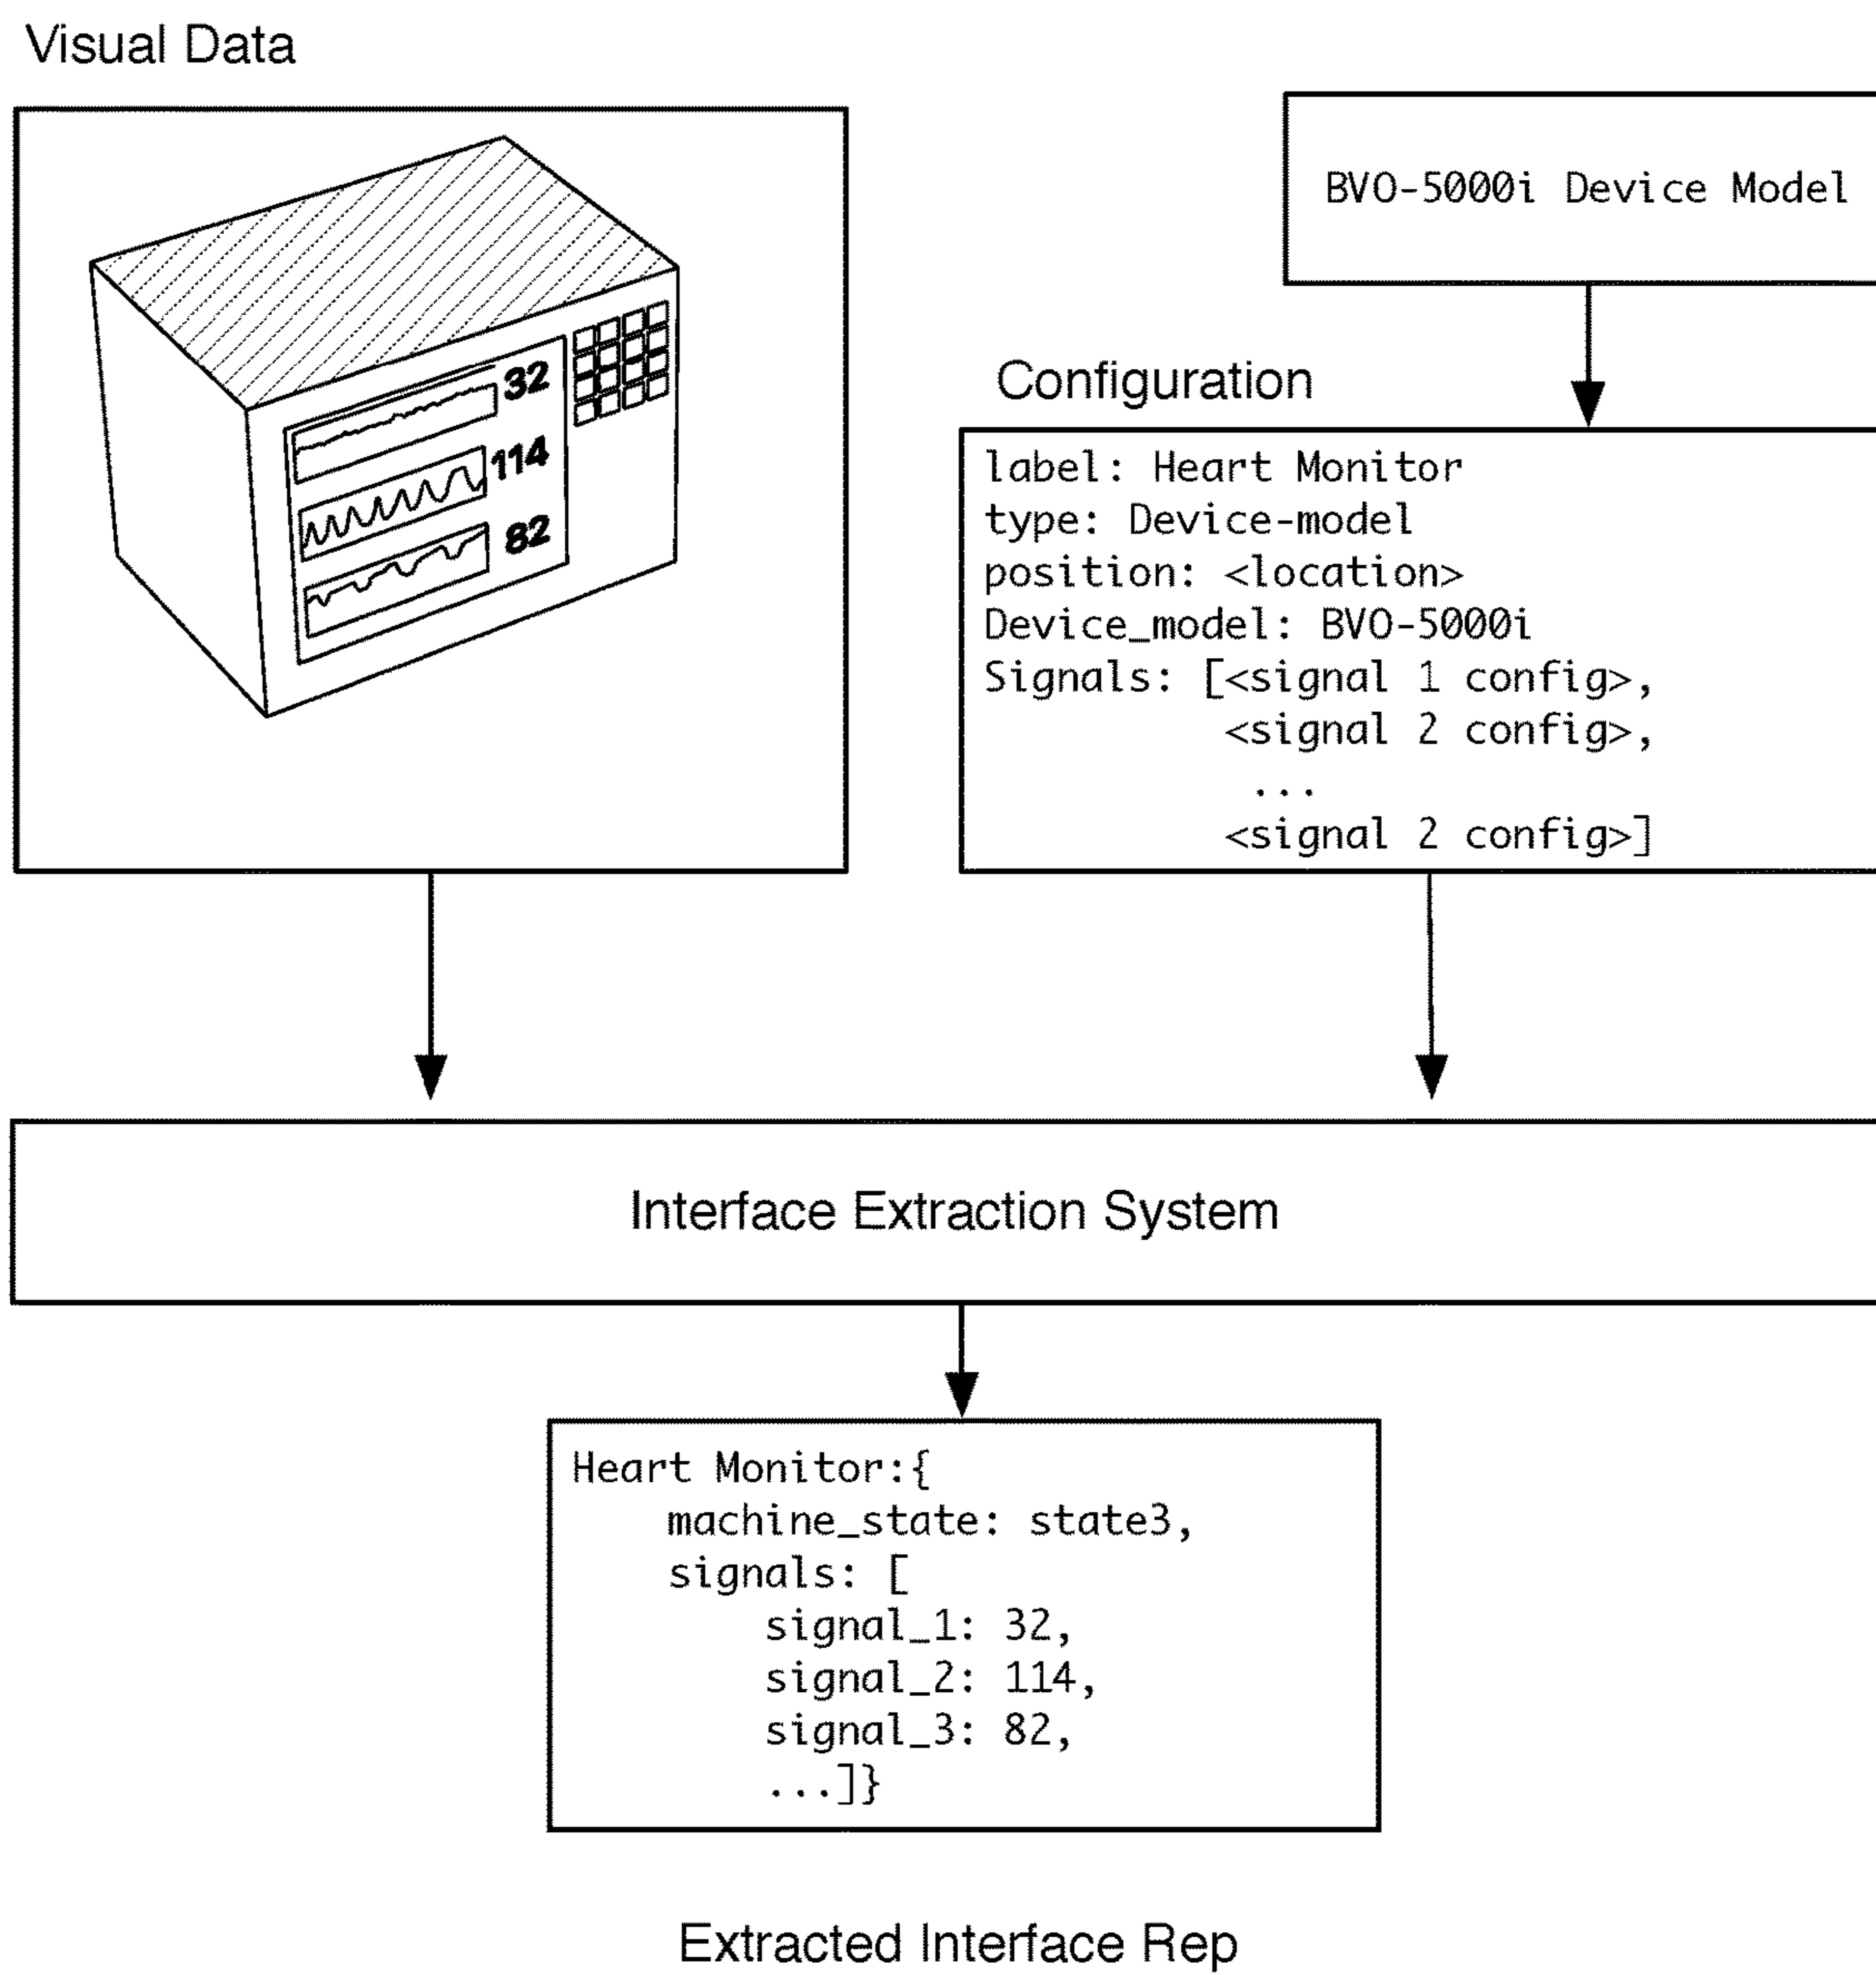 Visual Data
32
114
82
BVO-5000i Device Model
Configuration
label: Heart Monitor
type: Device-model
position: <location>
Device_model: BVO-5000i
Signals: [<signal 1 config>,
<signal 2 config>,
...
<signal 2 config>]
Interface Extraction System
Heart Monitor:{
machine_state: state3,
signals: [
signal_1: 32,
signal_2: 114,
signal_3: 82,
...]}
Extracted Interface Rep